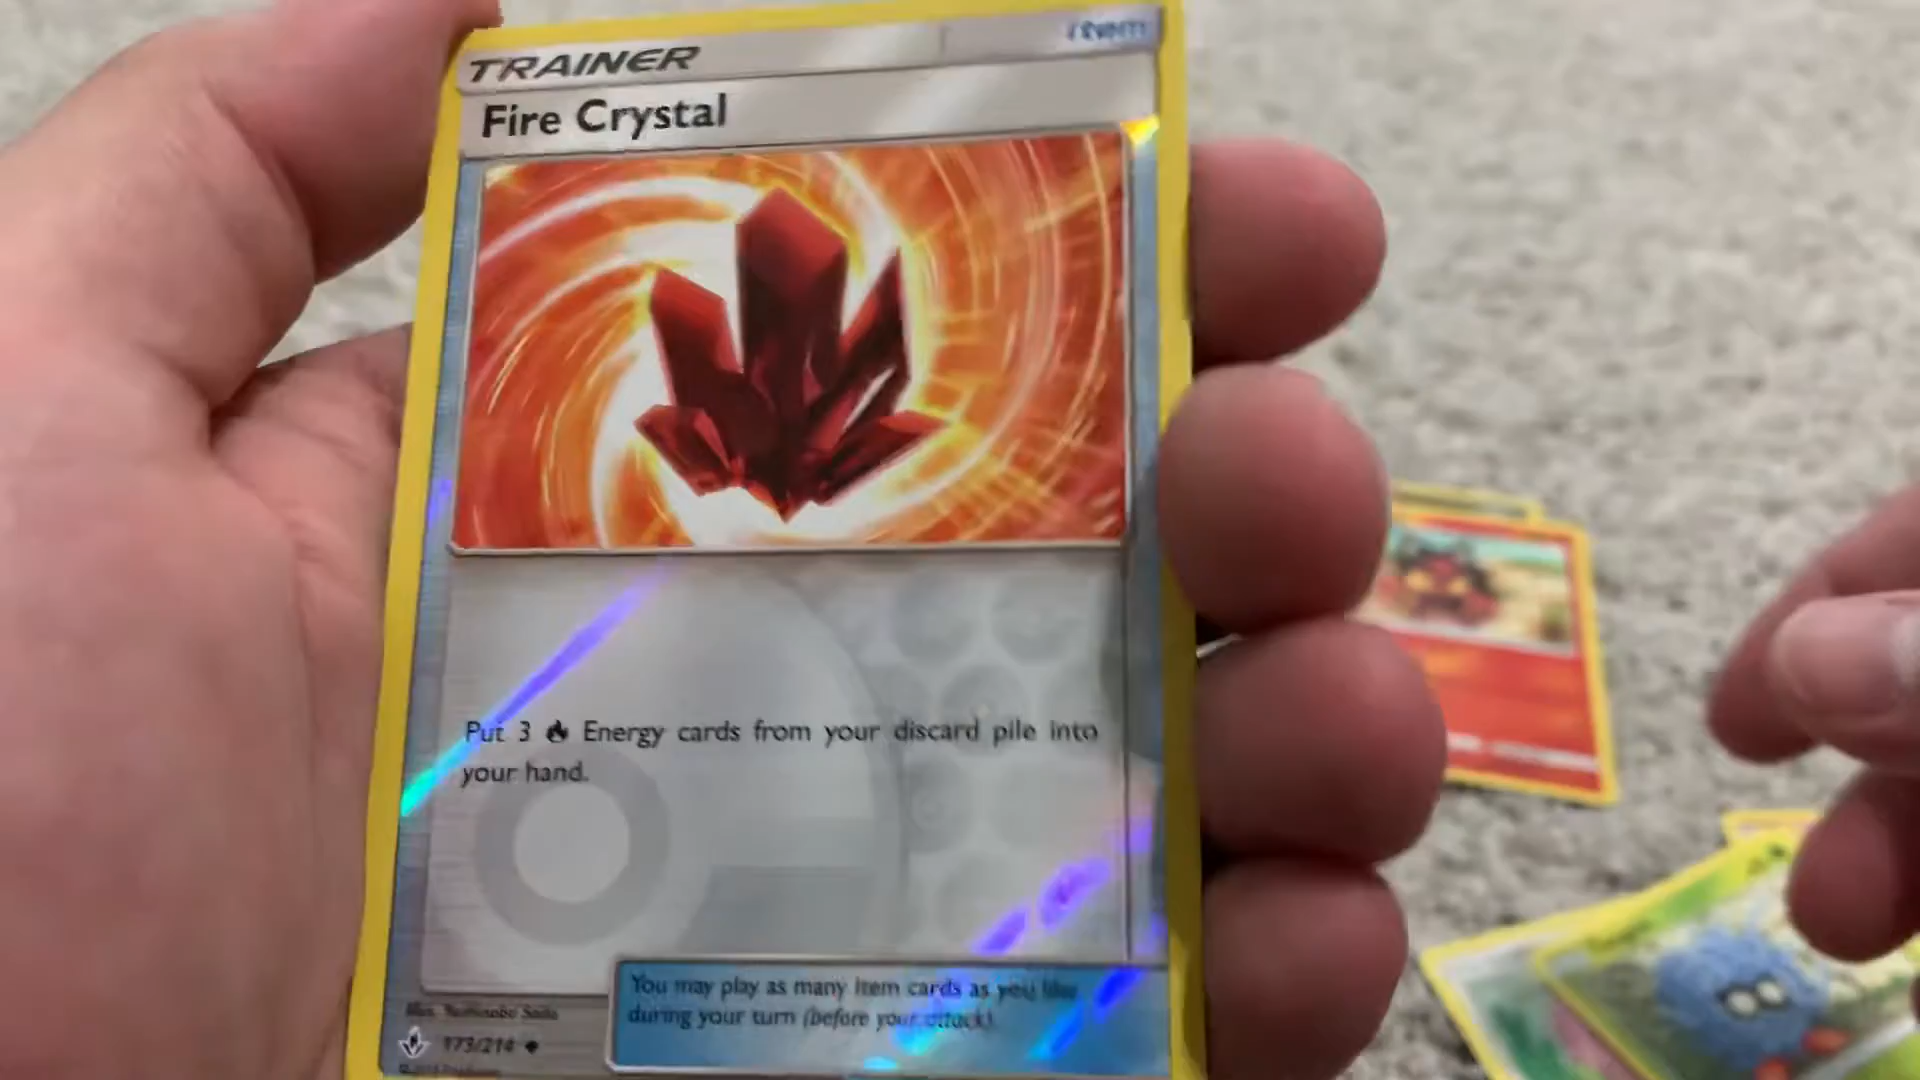 TRAINER
Item
Fire Crystal
Put 3 Energy cards from your discard pile into
your hand.
You may play as many Item cards as you like
during your turn (before your attack).
173/214